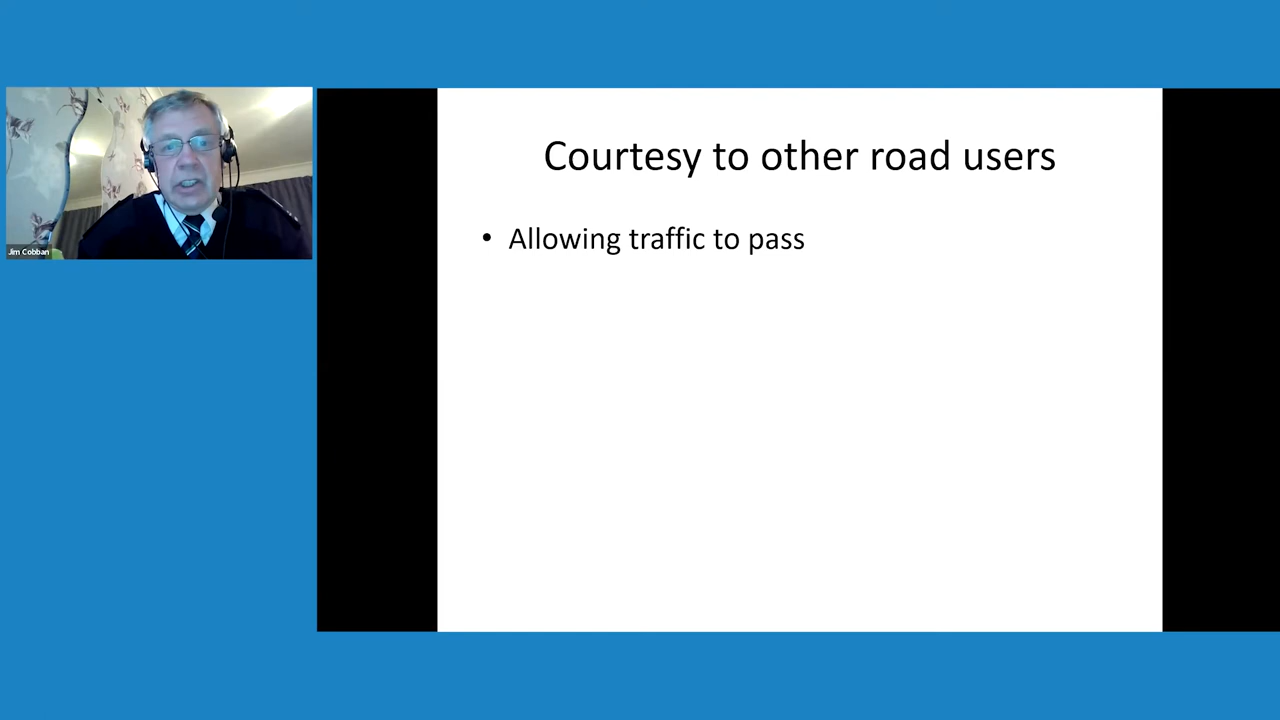 Courtesy to other road users
• Allowing traffic to pass
Jim Cobban